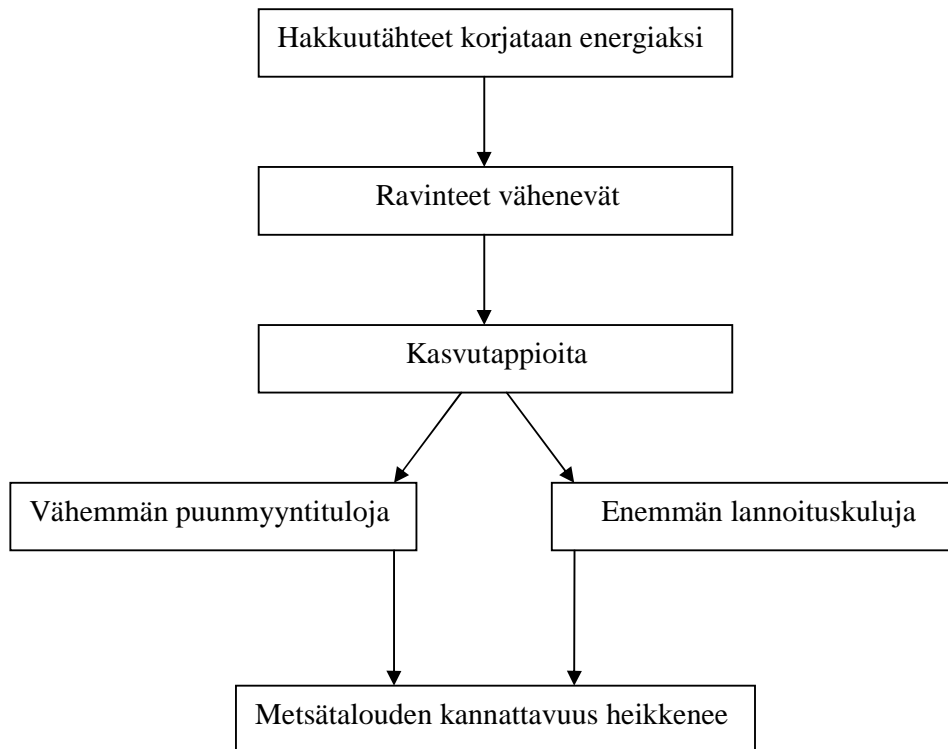 Hakkuutähteet korjataan energiaksi
Ravinteet vähenevät
Kasvutappioita
Vähemmän puunmyyntituloja
Enemmän lannoituskuluja
Metsätalouden kannattavuus heikkenee